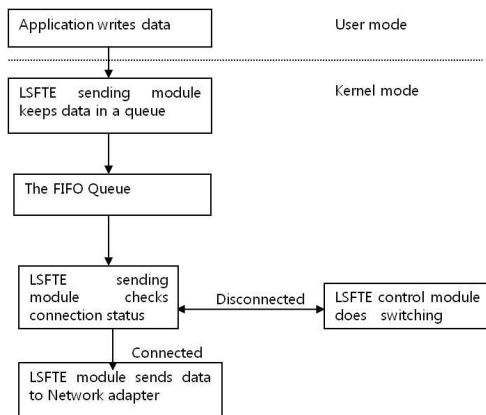 Application writes data
User mode
LSFTE sending module
keeps data in a queue
Kernel mode
The FIFO Queue
LSFTE sending
module checks
connection status
Disconnected
LSFTE control module
does switching
Connected
LSFTE module sends data
to Network adapter